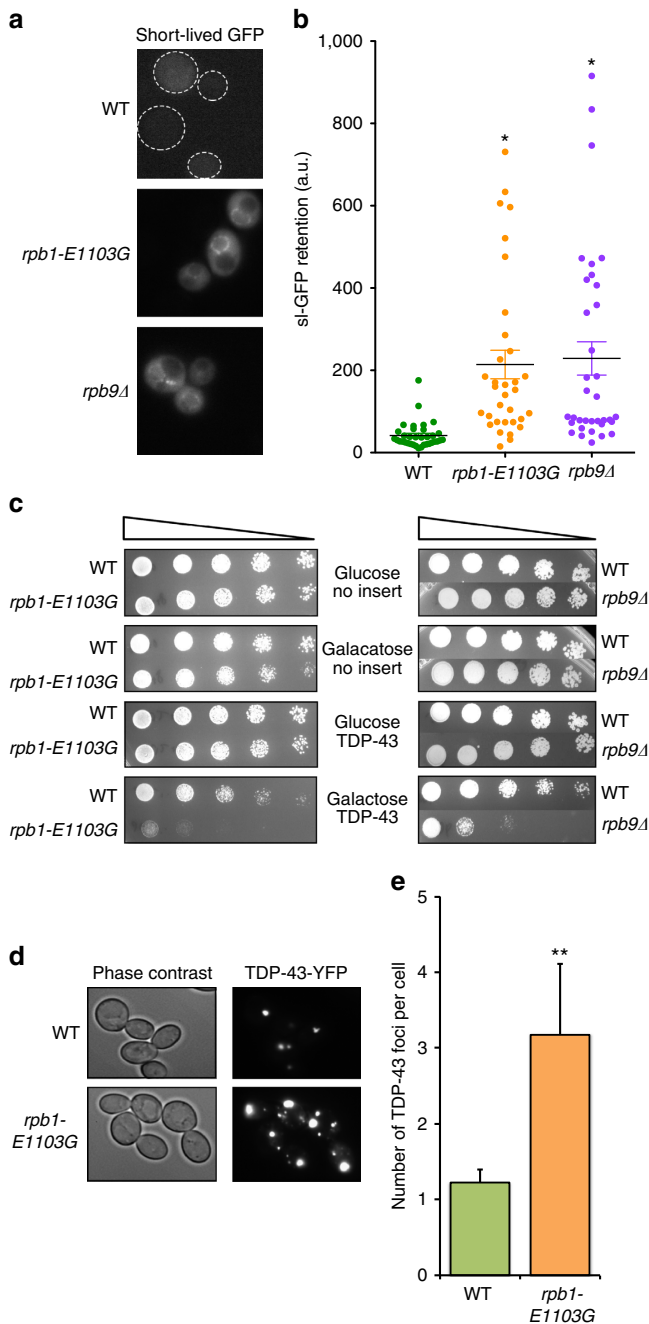 a
Short-lived GFP
WT
rpb1-E1103G
rpb9Δ
b
1,000
800
600
400
200
0
sl-GFP retention (a.u.)
*
*
WT
rpb1-E1103G
rpb9Δ
c
WT
rpb1-E1103G
Glucose
no insert
WT
rpb9Δ
WT
rpb1-E1103G
Galacatose
no insert
WT
rpb9Δ
WT
rpb1-E1103G
Glucose
TDP-43
WT
rpb9Δ
WT
rpb1-E1103G
Galactose
TDP-43
WT
rpb9Δ
d
Phase contrast
TDP-43-YFP
WT
rpb1-
E1103G
e
5
4
3
2
1
0
Number of TDP-43 foci per cell
**
WT
rpb1-
E1103G